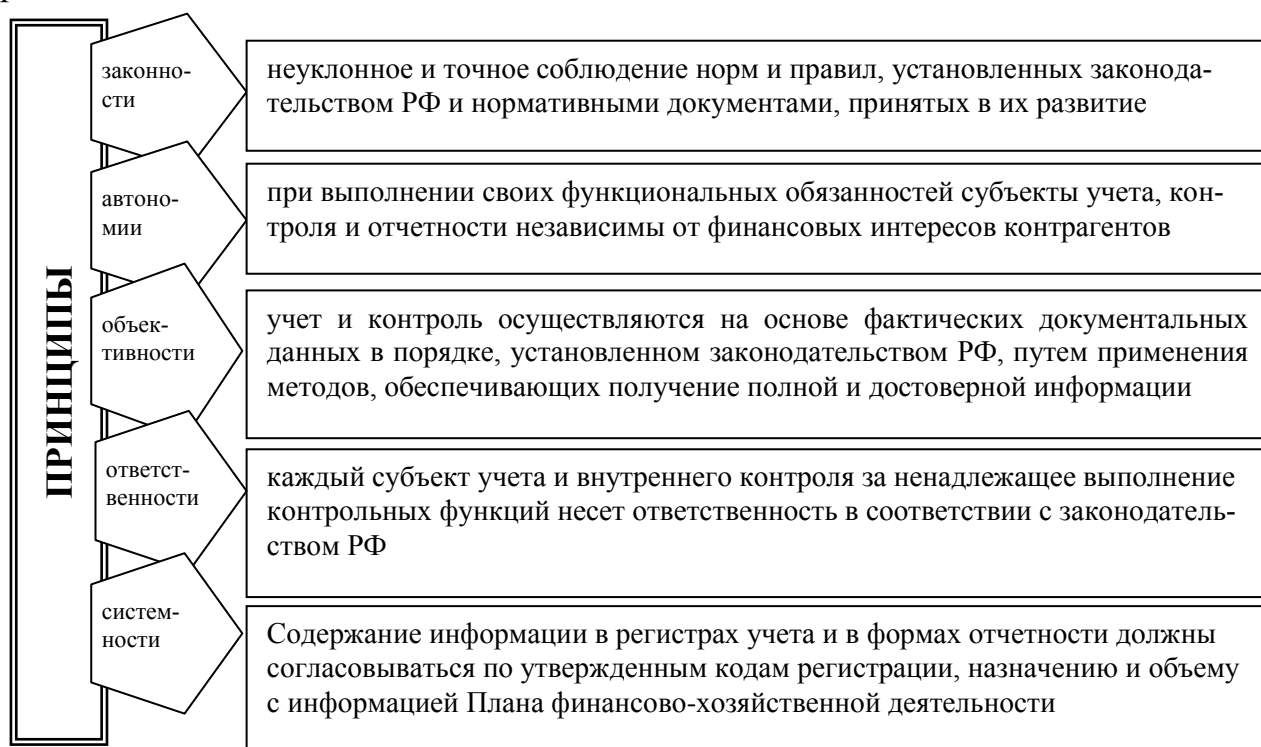 ПРИНЦИПЫ
законно-
сти
неуклонное и точное соблюдение норм и правил, установленных законода-
тельством РФ и нормативными документами, принятых в их развитие
автоно-
мии
при выполнении своих функциональных обязанностей субъекты учета, кон-
троля и отчетности независимы от финансовых интересов контрагентов
объек-
тивности
учет и контроль осуществляются на основе фактических документальных
данных в порядке, установленном законодательством РФ, путем применения
методов, обеспечивающих получение полной и достоверной информации
ответст-
венности
каждый субъект учета и внутреннего контроля за ненадлежащее выполнение
контрольных функций несет ответственность в соответствии с законодатель-
ством РФ
систем-
ности
Содержание информации в регистрах учета и в формах отчетности должны
согласовываться по утвержденным кодам регистрации, назначению и объему
с информацией Плана финансово-хозяйственной деятельности